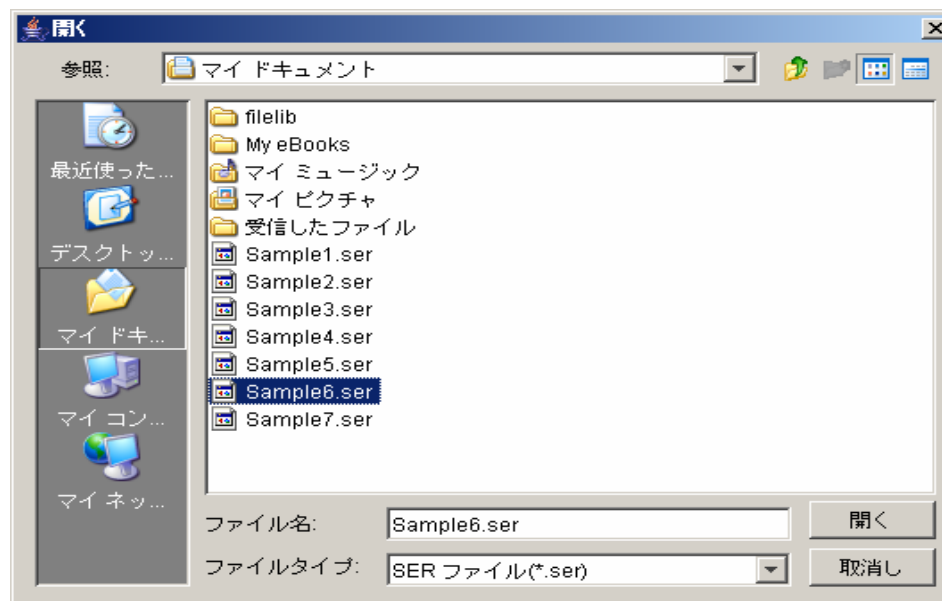 開く
参照:
マイ ドキュメント
最近使った...
デスクトッ...
マイ ドキ...
マイ コン...
マイ ネッ...
filelib
My eBooks
マイ ミュージック
マイ ピクチャ
受信したファイル
Sample1.ser
Sample2.ser
Sample3.ser
Sample4.ser
Sample5.ser
Sample6.ser
Sample7.ser
ファイル名:
Sample6.ser
開く
ファイルタイプ:
SER ファイル(*.ser)
取消し